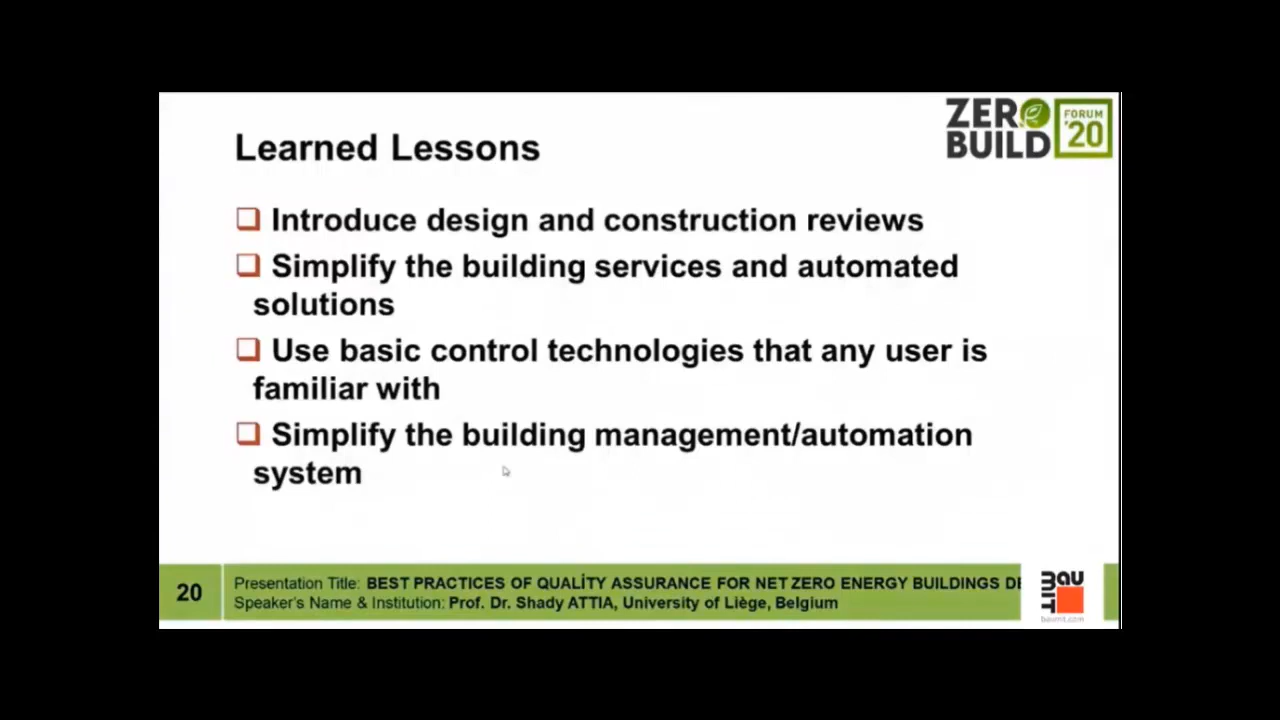 ZERO BUILD
FORUM '20
Learned Lessons
Introduce design and construction reviews
Simplify the building services and automated
solutions
Use basic control technologies that any user is
familiar with
Simplify the building management/automation
system
20
Presentation Title: BEST PRACTICES OF QUALİTY ASSURANCE FOR NET ZERO ENERGY BUILDINGS DE
Speaker's Name & Institution: Prof. Dr. Shady ATTIA, University of Liège, Belgium
bauMIT
baumit.com